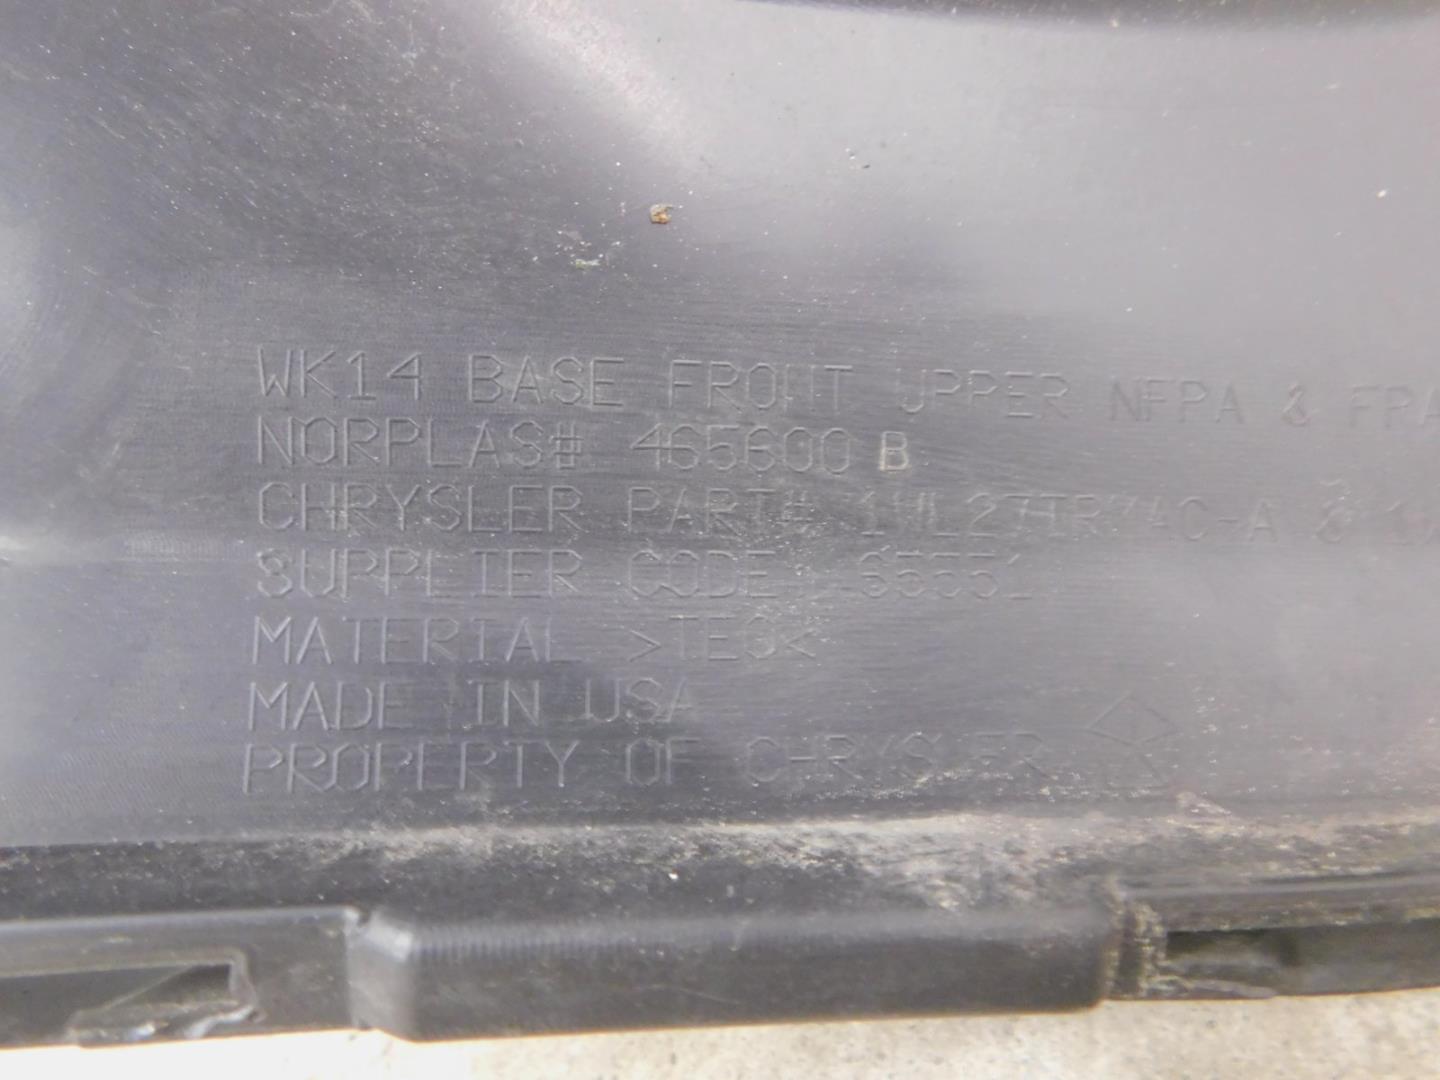 WK14 BASE FRONT UPPER NFPA & FPA
NORPLAS# 465600 B
CHRYSLER PART# &
SUPPLIER CODE
MATERIAL >TEO<
MADE IN USA
PROPERTY OF CHRYSLER